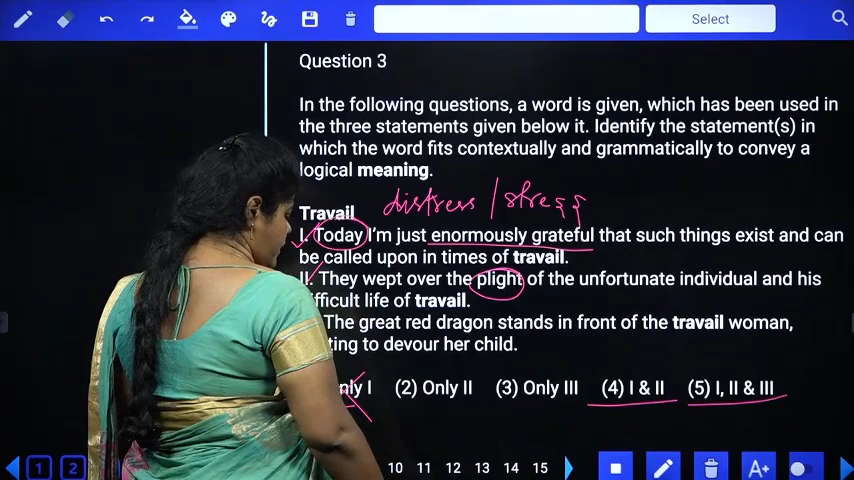 Select
Question 3
In the following questions, a word is given, which has been used in
the three statements given below it. Identify the statement(s) in
which the word fits contextually and grammatically to convey a
logical meaning.
distress / stress
Travail
I. Today I'm just enormously grateful that such things exist and can
be called upon in times of travail.
II. They wept over the plight of the unfortunate individual and his
difficult life of travail.
The great red dragon stands in front of the travail woman,
ting to devour her child.
nly I (2) Only II (3) Only III (4) I & II (5) I, II & III
1 2 10 11 12 13 14 15 A+